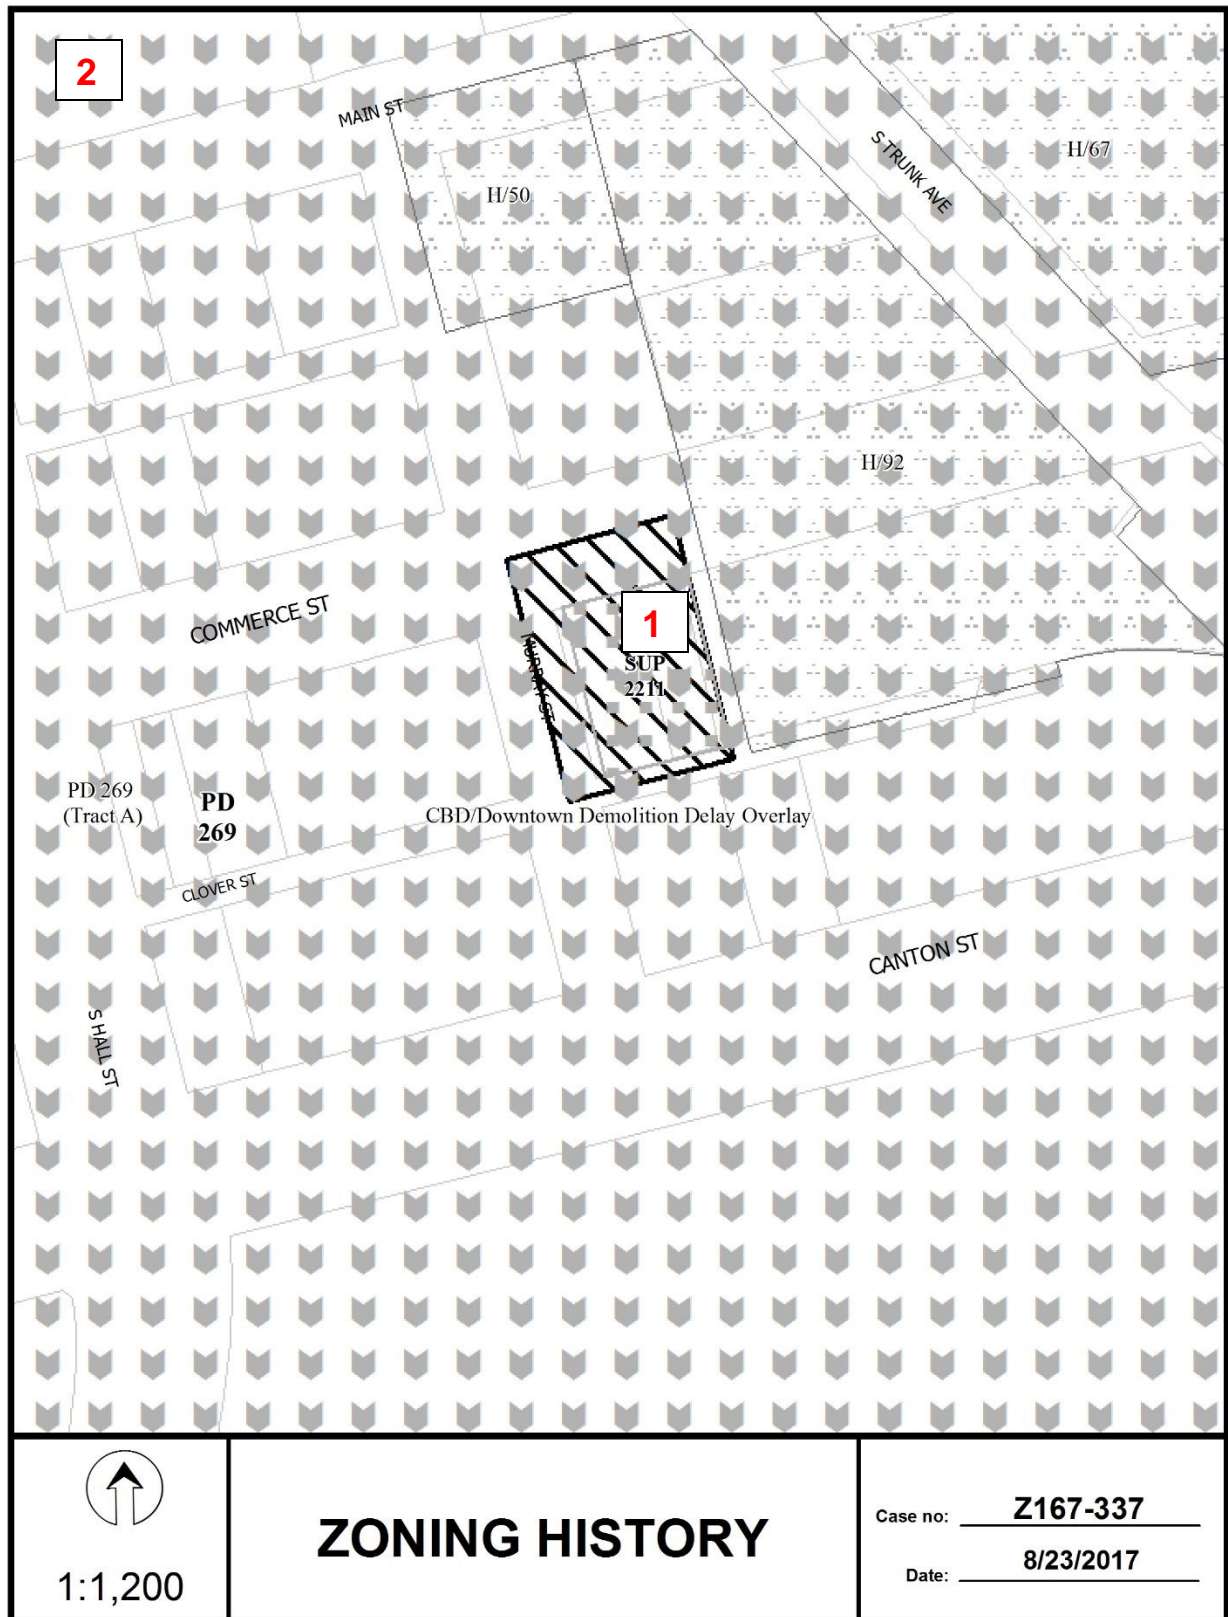 2
MAIN ST
S TRUNK AVE
H/67
H/50
H/92
COMMERCE ST
1
MURRAY ST
SUP
2211
PD 269
(Tract A)
PD
269
CBD/Downtown Demolition Delay Overlay
CLOVER ST
CANTON ST
S HALL ST
1:1,200
ZONING HISTORY
Case no: Z167-337
Date: 8/23/2017